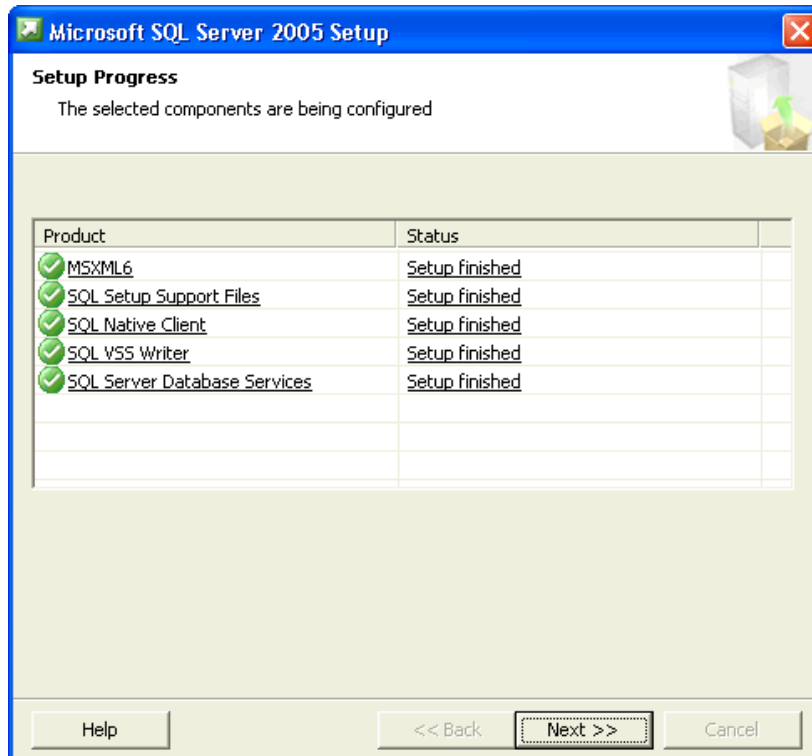 Microsoft SQL Server 2005 Setup
Setup Progress
The selected components are being configured
Product Status
MSXML6 Setup finished
SQL Setup Support Files Setup finished
SQL Native Client Setup finished
SQL VSS Writer Setup finished
SQL Server Database Services Setup finished
Help << Back Next >> Cancel